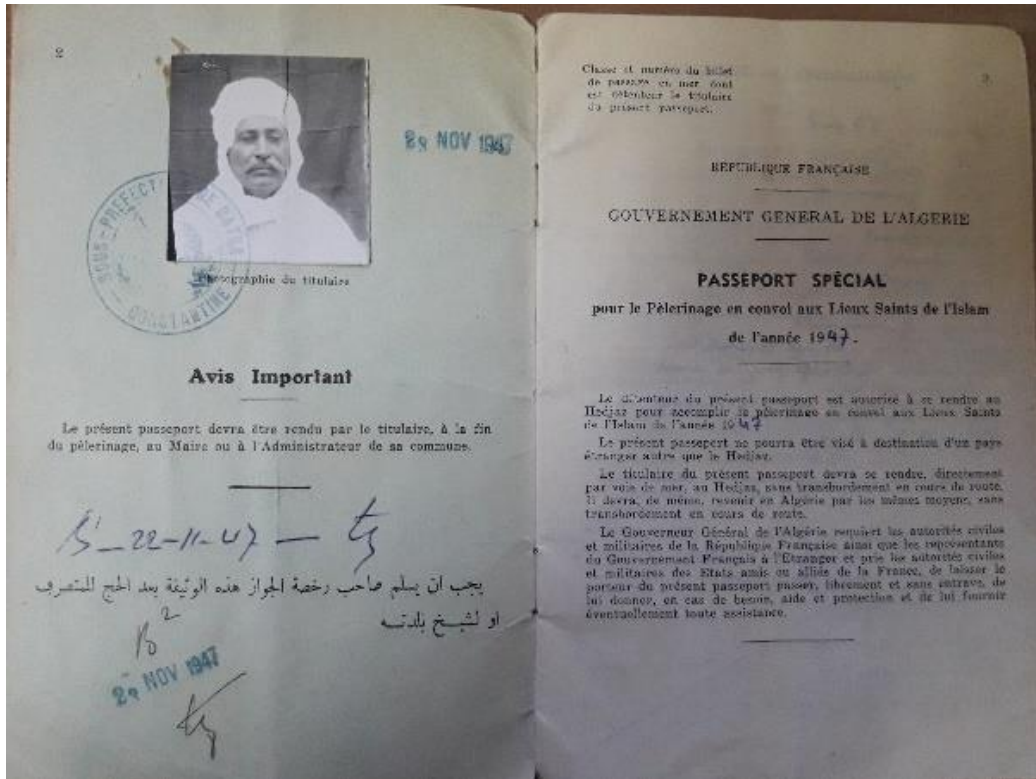 2
29 NOV 1947
SOUS-PREFECTURE DE BATNA
CONSTANTINE
Photographie du titulaire
Avis Important
Le présent passeport devra être rendu par le titulaire, à la fin
du pèlerinage, au Maire ou à l'Administrateur de sa commune.
22-11-47
يجب ان يسلم صاحب رخصة الجواز هذه الوثيقة بعد الحج للمتصرف
او لشيخ بلدته
NOV 1947
Classe et numéro du billet
de passage en mer dont
est détenteur le titulaire
du présent passeport.
REPUBLIQUE FRANÇAISE
GOUVERNEMENT GENERAL DE L'ALGERIE
PASSEPORT SPÉCIAL
pour le Pèlerinage en convoi aux Lieux Saints de l'Islam
de l'année 1947.
Le détenteur du présent passeport est autorisé à se rendre au
Hedjaz pour accomplir le pèlerinage en convoi aux Lieux Saints
de l'Islam de l'année 1947
Le présent passeport ne pourra être visé à destination d'un pays
étranger autre que le Hedjaz.
Le titulaire du présent passeport devra se rendre, directement
par voie de mer, au Hedjaz, sans transbordement en cours de route.
Il devra, de même, revenir en Algérie par les mêmes moyens, sans
transbordement en cours de route.
Le Gouverneur Général de l'Algérie requiert les autorités civiles
et militaires de la République Française ainsi que les représentants
du Gouvernement Français à l'Etranger et prie les autorités civiles
et militaires des Etats amis ou alliés de la France, de laisser le
porteur du présent passeport passer, librement et sans entrave, de
lui donner, en cas de besoin, aide et protection et de lui fournir
éventuellement toute assistance.